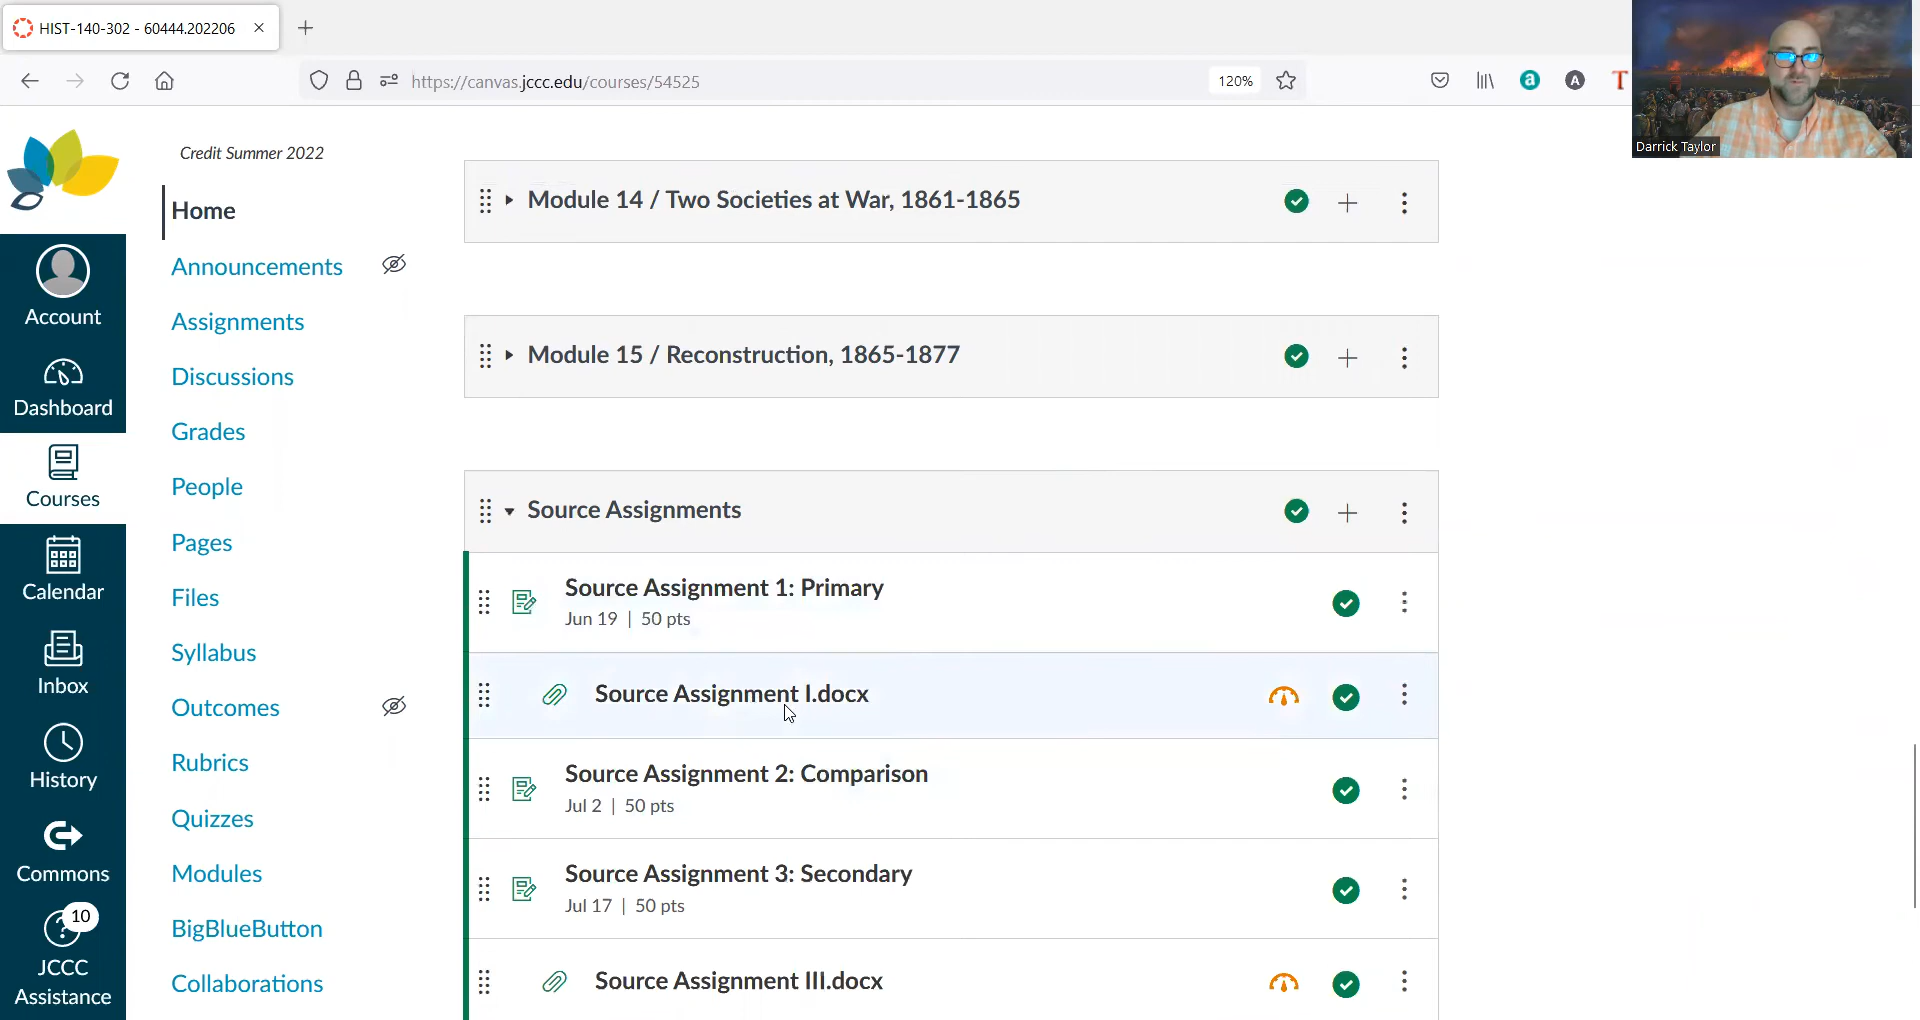 HIST-140-302 - 60444.202206
https://canvas.jccc.edu/courses/54525
120%
a
A
T
Darrick Taylor
Account
Dashboard
Courses
Calendar
Inbox
History
Commons
10
JCCC
Assistance
Credit Summer 2022
Home
Announcements
Assignments
Discussions
Grades
People
Pages
Files
Syllabus
Outcomes
Rubrics
Quizzes
Modules
BigBlueButton
Collaborations
Module 14 / Two Societies at War, 1861-1865
Module 15 / Reconstruction, 1865-1877
Source Assignments
Source Assignment 1: Primary
Jun 19 | 50 pts
Source Assignment I.docx
Source Assignment 2: Comparison
Jul 2 | 50 pts
Source Assignment 3: Secondary
Jul 17 | 50 pts
Source Assignment III.docx